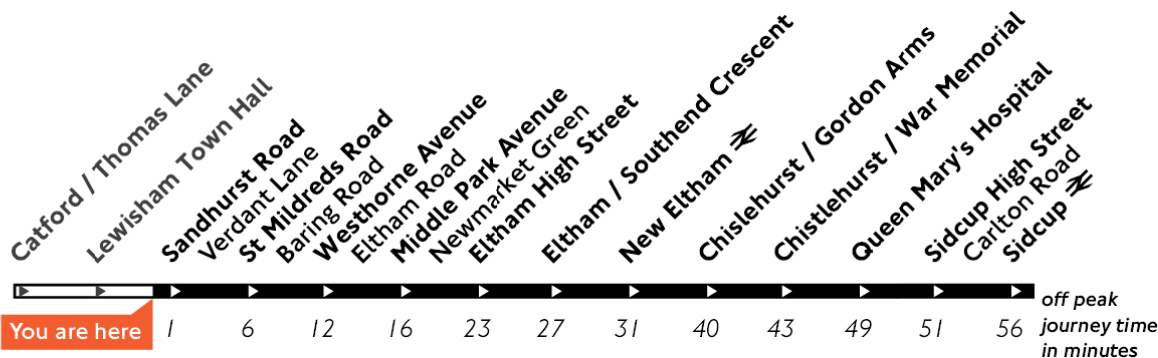 Catford / Thomas Lane
Lewisham Town Hall
Sandhurst Road
Verdant Lane
St Mildreds Road
Baring Road
Westhorne Avenue
Eltham Road
Middle Park Avenue
Newmarket Green
Eltham High Street
Eltham / Southend Crescent
New Eltham
Chislehurst / Gordon Arms
Chistlehurst / War Memorial
Queen Mary's Hospital
Sidcup High Street
Carlton Road
Sidcup
You are here
1 6 12 16 23 27 31 40 43 49 51 56
off peak
journey time
in minutes